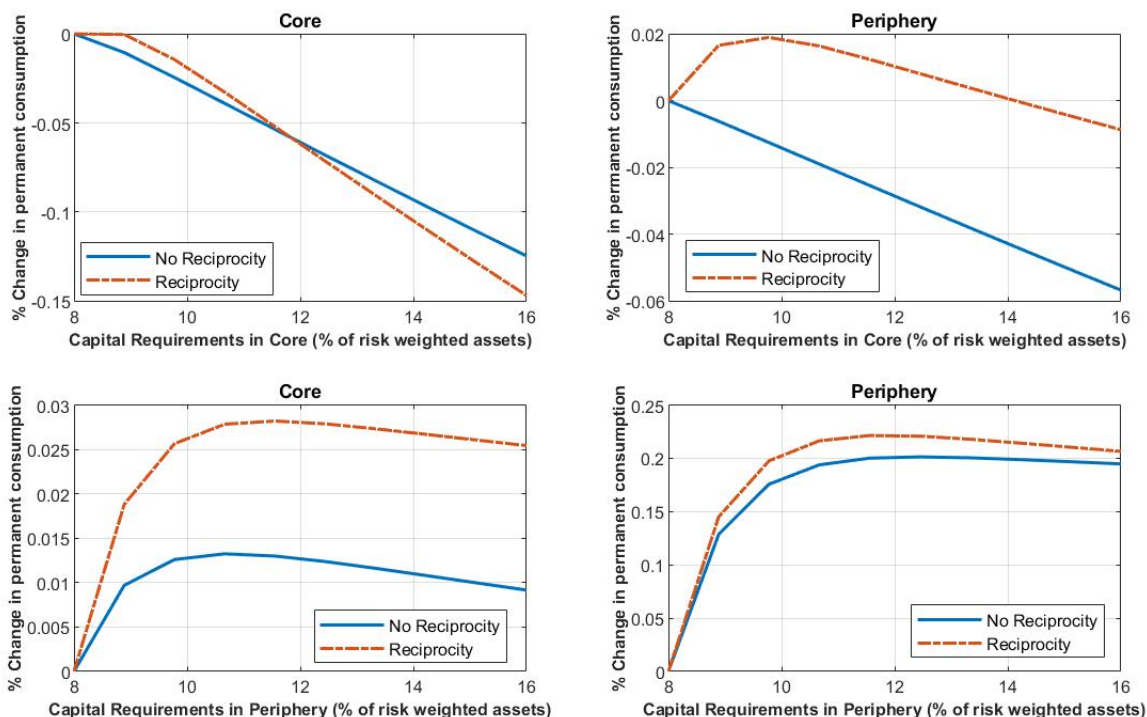 Core
% Change in permanent consumption
0
-0.05
-0.1
-0.15
No Reciprocity
Reciprocity
8
10
12
14
16
Capital Requirements in Core (% of risk weighted assets)
Periphery
% Change in permanent consumption
0.02
0
-0.02
-0.04
-0.06
No Reciprocity
Reciprocity
8
10
12
14
16
Capital Requirements in Core (% of risk weighted assets)
Core
% Change in permanent consumption
0.03
0.025
0.02
0.015
0.01
0.005
0
No Reciprocity
Reciprocity
8
10
12
14
16
Capital Requirements in Periphery (% of risk weighted assets)
Periphery
% Change in permanent consumption
0.25
0.2
0.15
0.1
0.05
0
No Reciprocity
Reciprocity
8
10
12
14
16
Capital Requirements in Periphery (% of risk weighted assets)